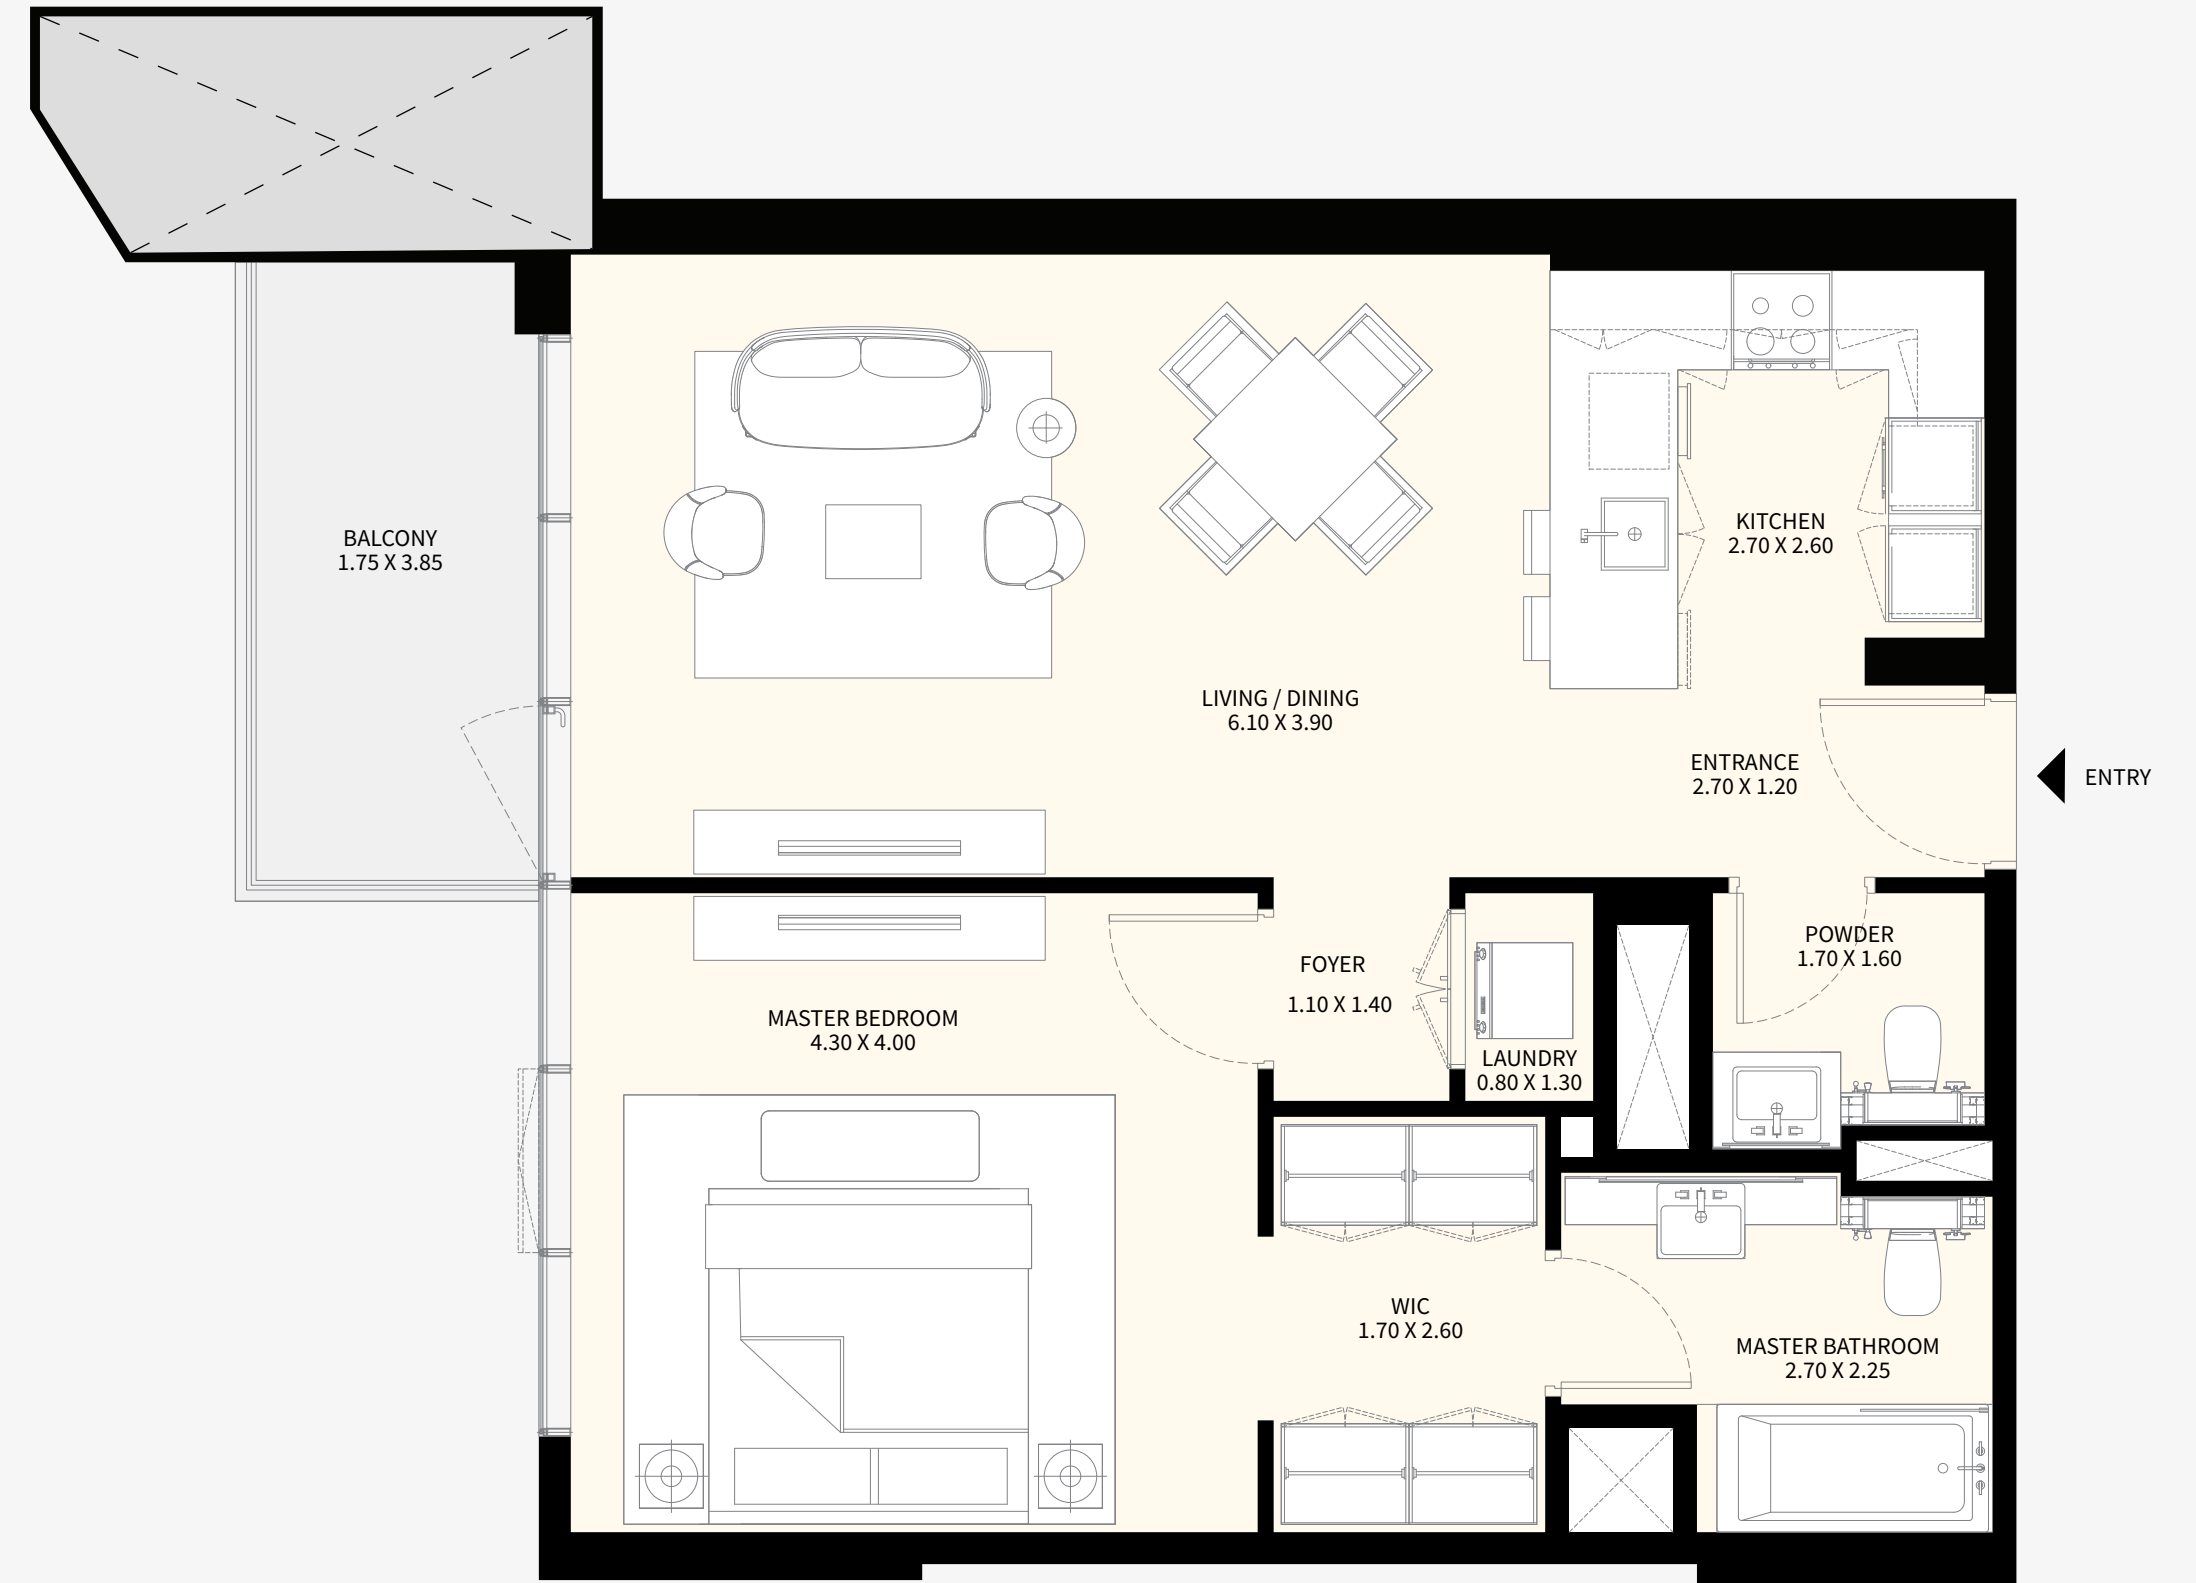 BALCONY
1.75 X 3.85
KITCHEN
2.70 X 2.60
LIVING / DINING
6.10 X 3.90
ENTRANCE
2.70 X 1.20
ENTRY
POWDER
1.70 X 1.60
FOYER
1.10 X 1.40
MASTER BEDROOM
4.30 X 4.00
LAUNDRY
0.80 X 1.30
WIC
1.70 X 2.60
MASTER BATHROOM
2.70 X 2.25